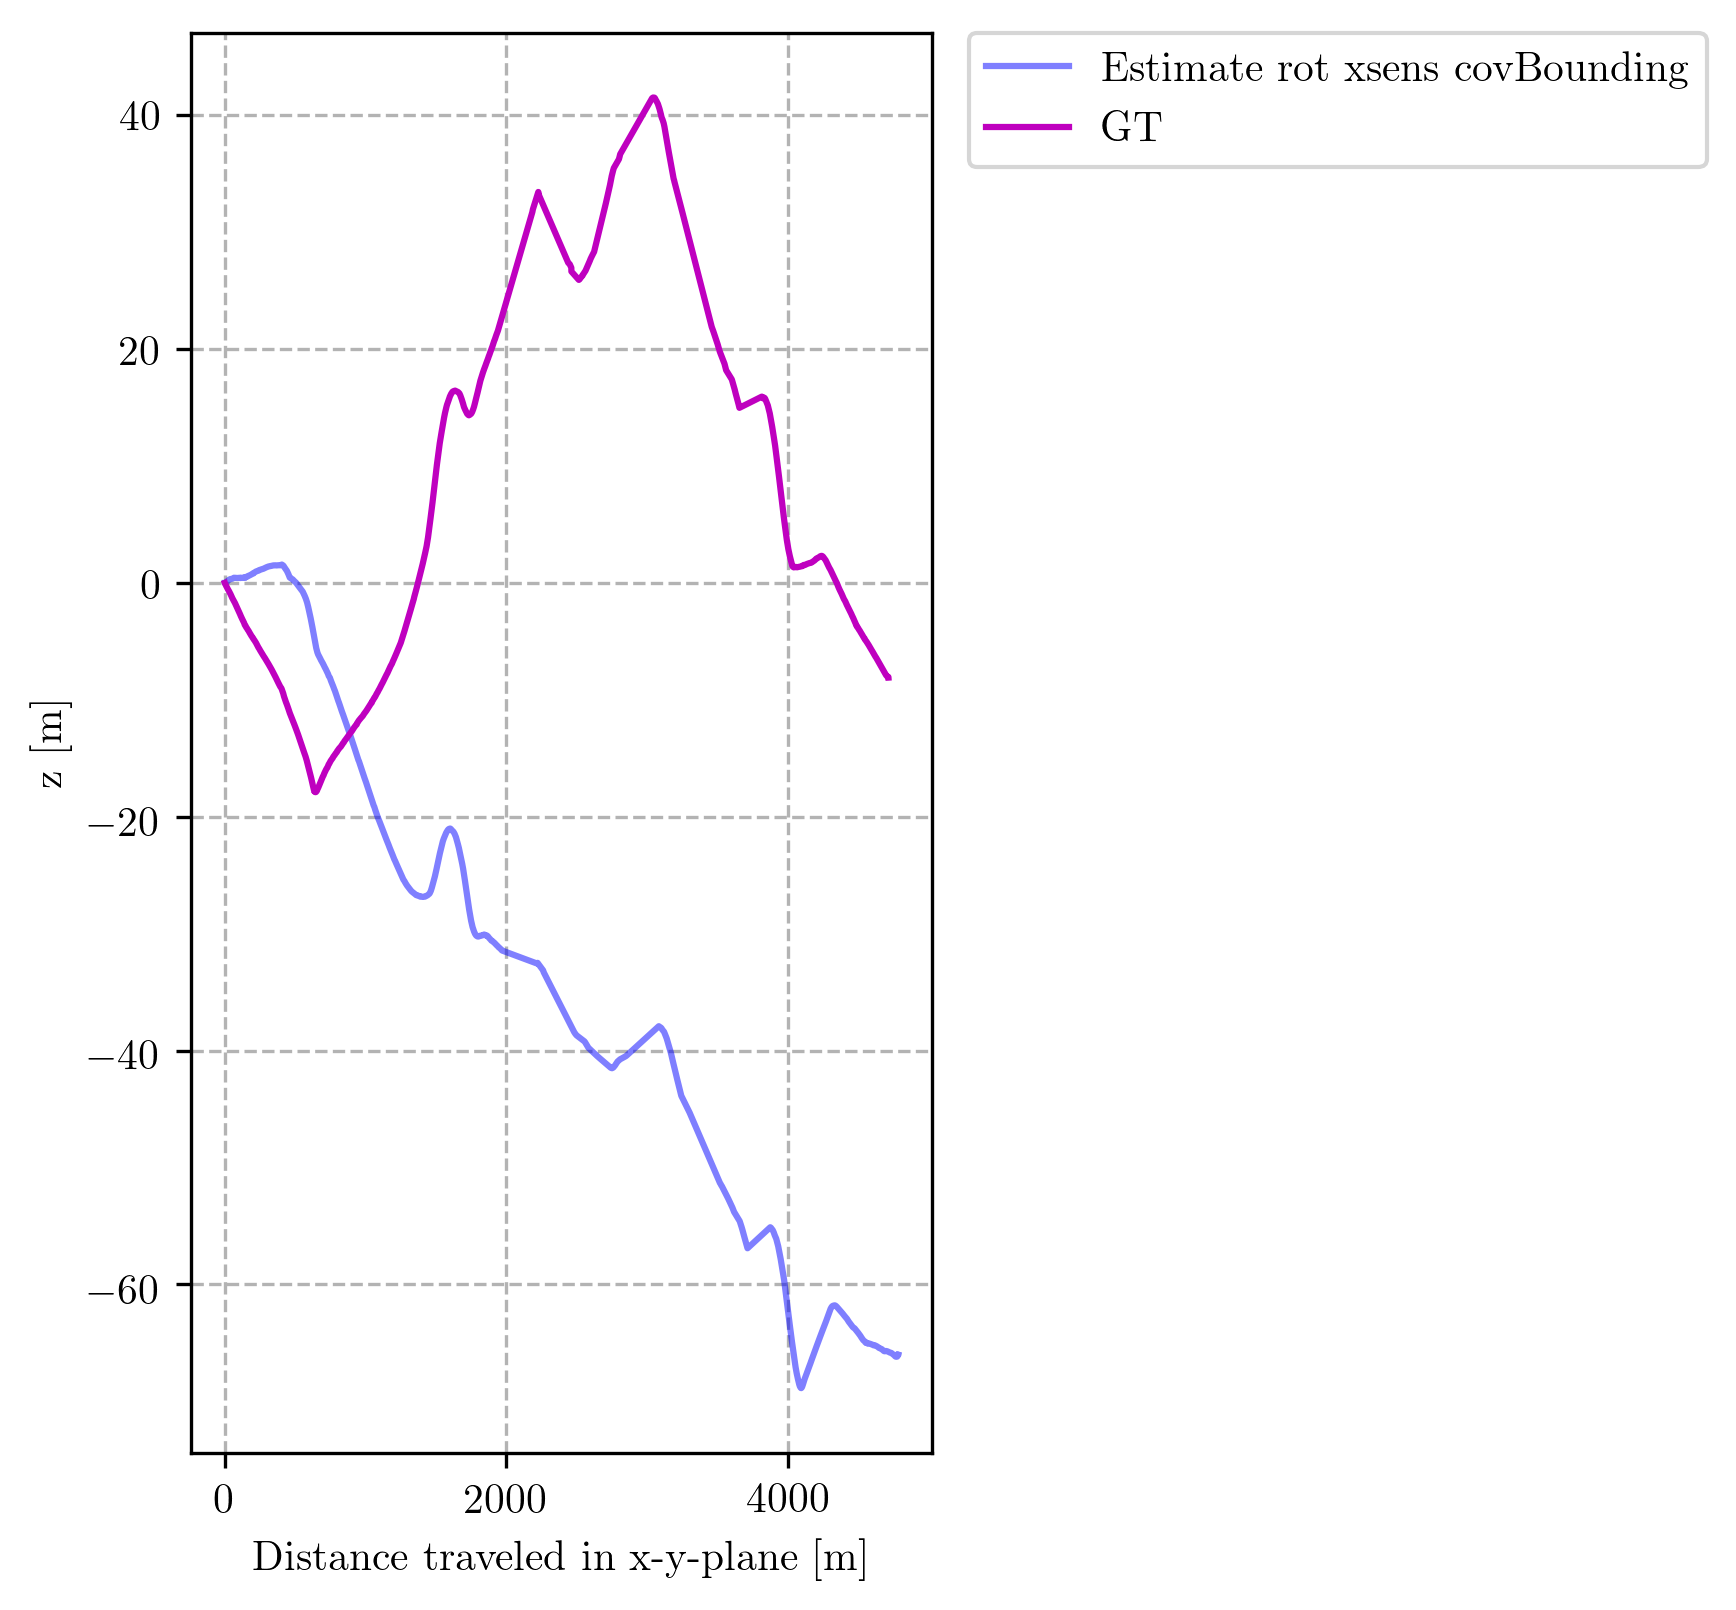 Estimate rot xsens covBounding
GT
40
20
0
−20
−40
−60
z [m]
0 2000 4000
Distance traveled in x-y-plane [m]